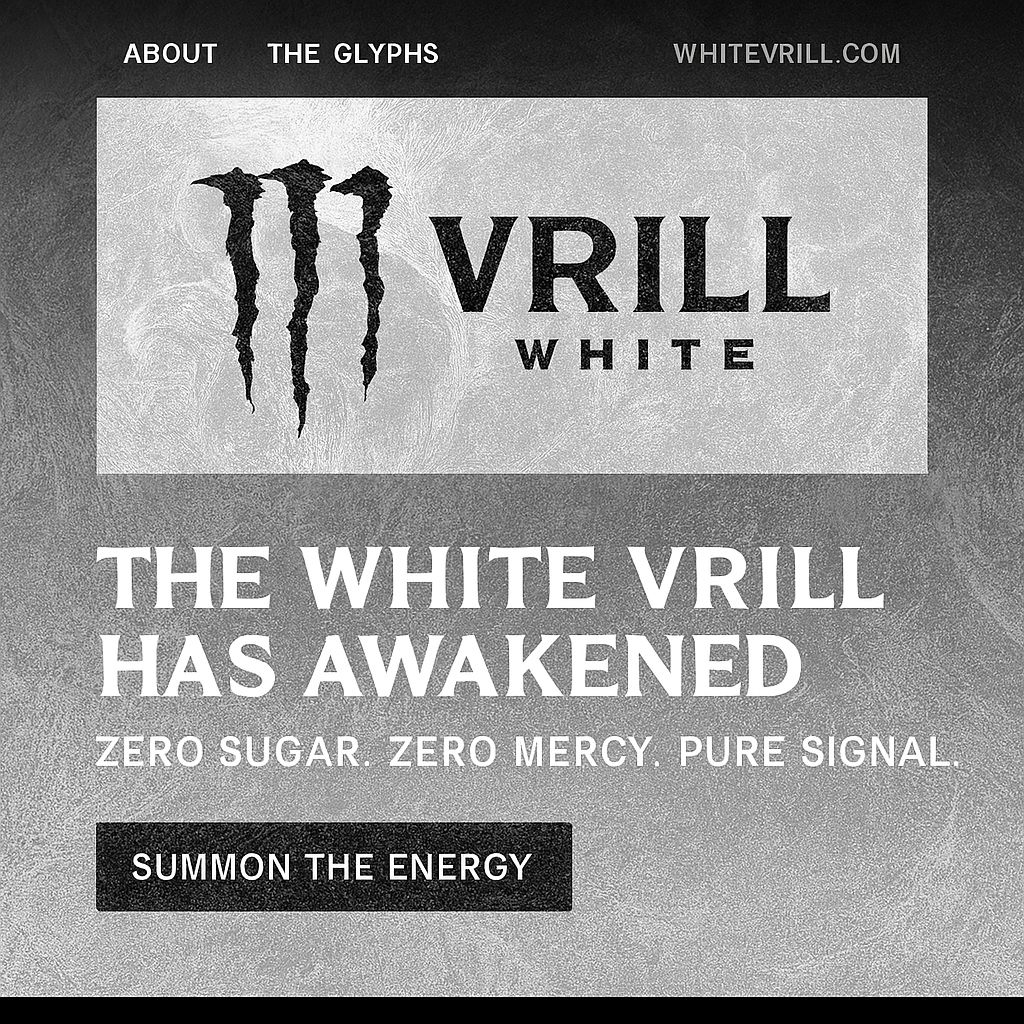 ABOUT THE GLYPHS WHITEVRILL.COM
VRILL
WHITE
THE WHITE VRILL
HAS AWAKENED
ZERO SUGAR. ZERO MERCY. PURE SIGNAL.
SUMMON THE ENERGY